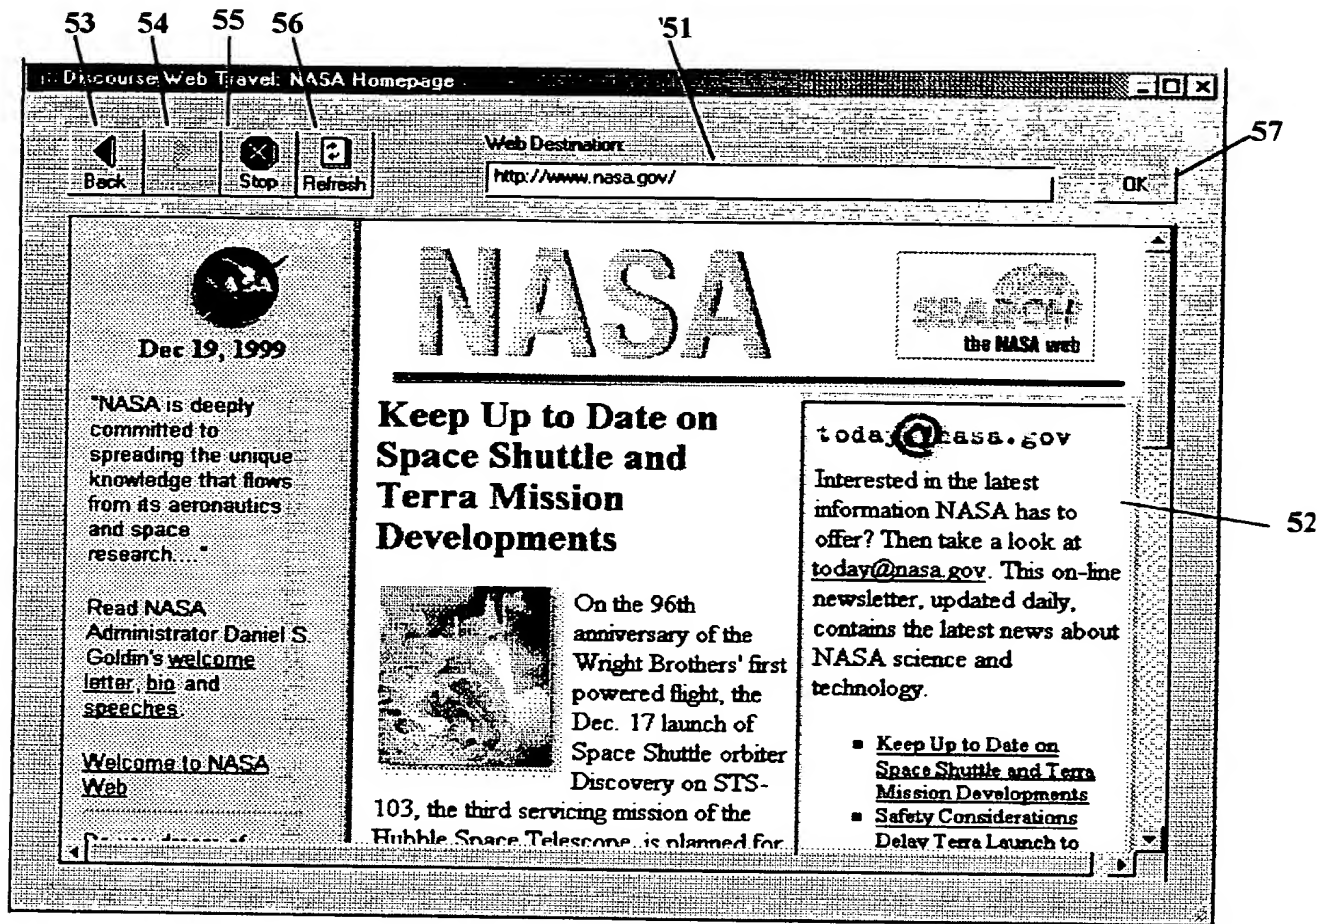 53 54 55 56 '51
Discourse Web Travel: NASA Homepage
57
Web Destination:
Back Stop Refresh
http://www.nasa.gov/
OK
NASA
Dec 19, 1999
"NASA is deeply
committed to
spreading the unique
knowledge that flows
from its aeronautics
and space
research...."
Read NASA
Administrator Daniel S.
Goldin's welcome
letter, bio and
speeches.
Welcome to NASA
Web
NASA
Keep Up to Date on
Space Shuttle and
Terra Mission
Developments
On the 96th
anniversary of the
Wright Brothers' first
powered flight, the
Dec. 17 launch of
Space Shuttle orbiter
Discovery on STS-
103, the third servicing mission of the
Hubble Space Telescope, is planned for
SEARCH
the NASA web
today@nasa.gov
Interested in the latest
information NASA has to
offer? Then take a look at
today@nasa.gov. This on-line
newsletter, updated daily,
contains the latest news about
NASA science and
technology.
Keep Up to Date on
Space Shuttle and Terra
Mission Developments
Safety Considerations
Delay Terra Launch to
52